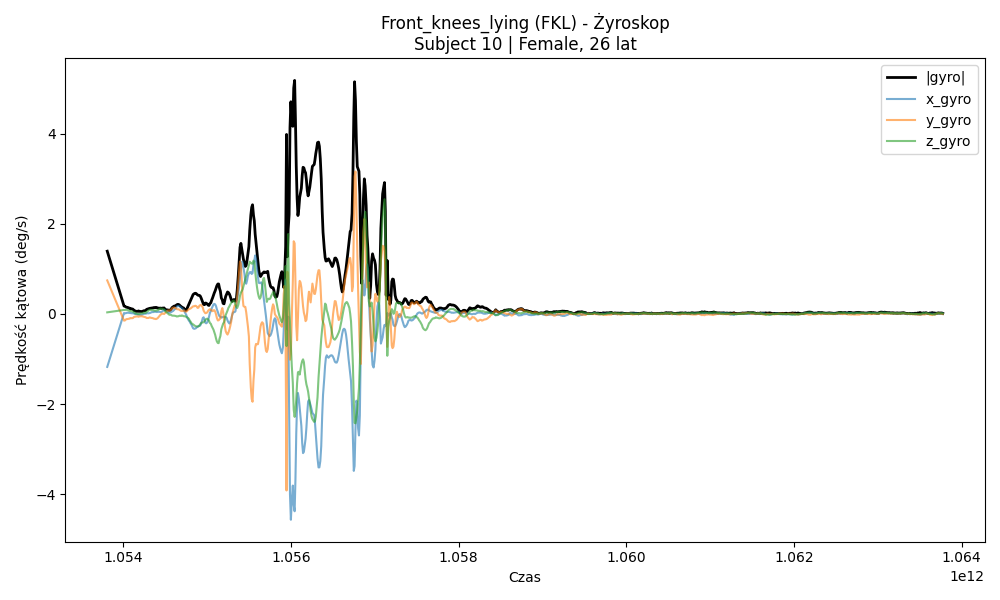 Front_knees_lying (FKL) - Żyroskop
Subject 10 | Female, 26 lat
|gyro|
x_gyro
y_gyro
z_gyro
Prędkość kątowa (deg/s)
4
2
0
−2
−4
1.054 1.056 1.058 1.060 1.062 1.064
1e12
Czas